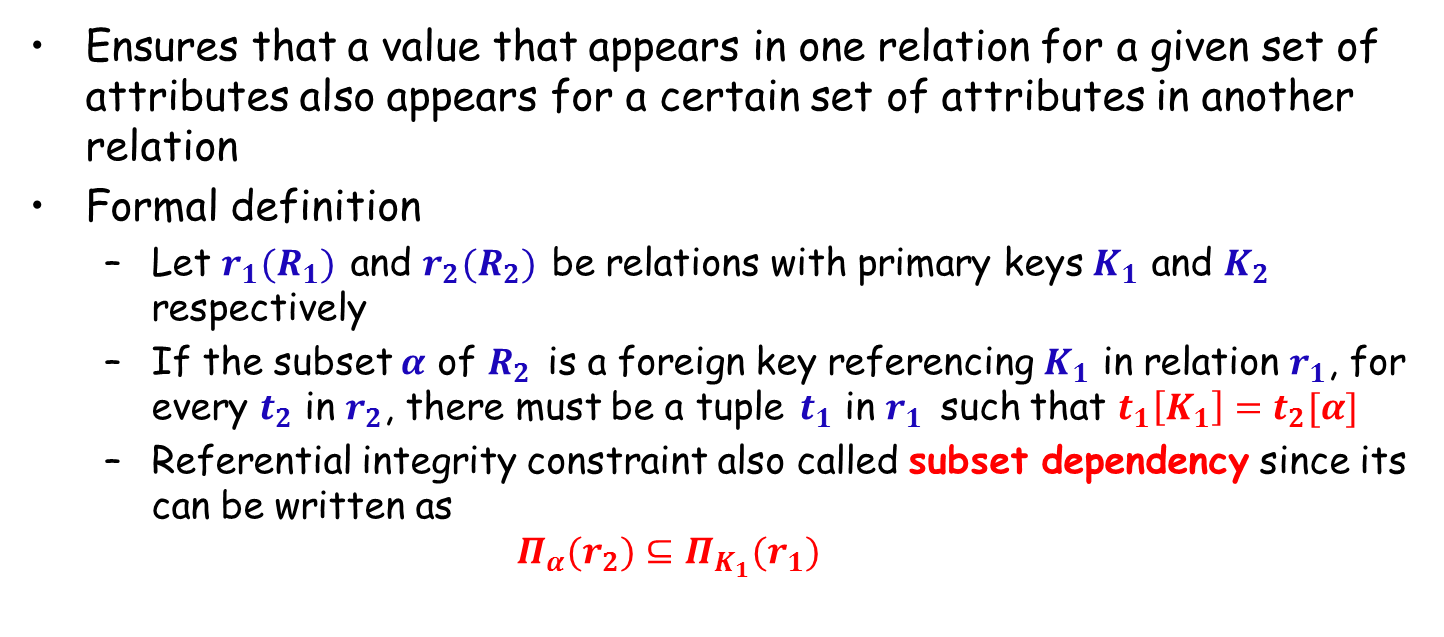 • Ensures that a value that appears in one relation for a given set of
attributes also appears for a certain set of attributes in another
relation
• Formal definition
– Let r₁(R₁) and r₂(R₂) be relations with primary keys K₁ and K₂
respectively
– If the subset α of R₂ is a foreign key referencing K₁ in relation r₁, for
every t₂ in r₂, there must be a tuple t₁ in r₁ such that t₁[K₁] = t₂[α]
– Referential integrity constraint also called subset dependency since its
can be written as
Π_α(r₂) ⊆ Π_K₁(r₁)